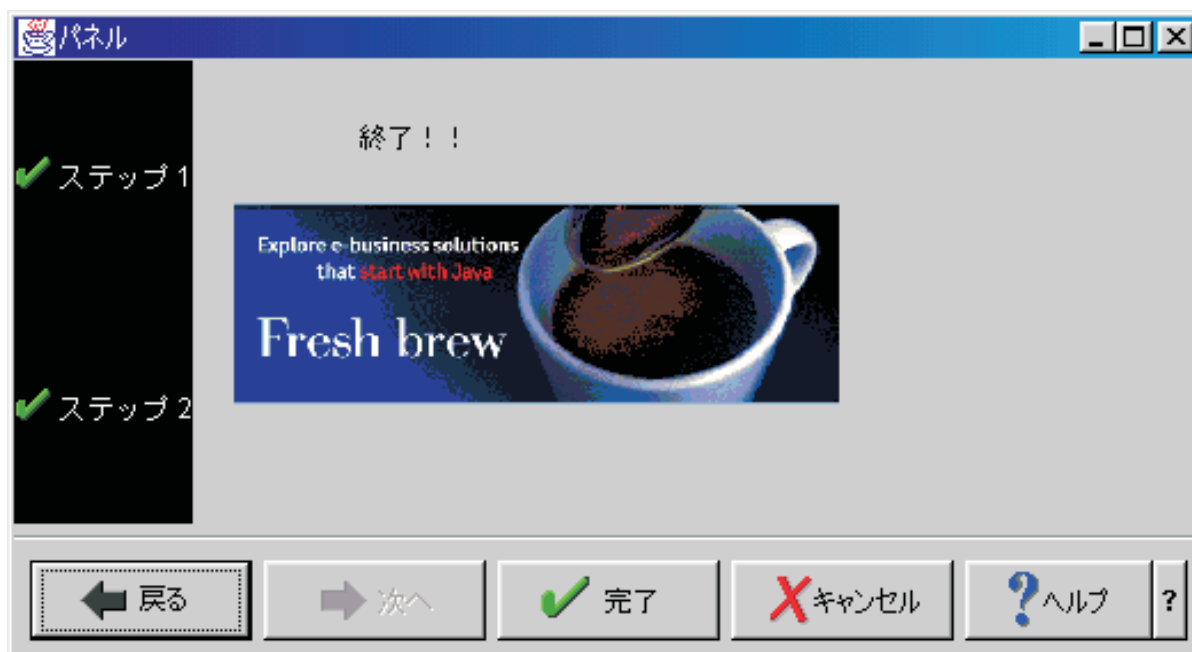 パネル
ステップ 1
ステップ 2
終了！！
Explore e-business solutions
that start with Java
Fresh brew
戻る
次へ
完了
キャンセル
ヘルプ
?